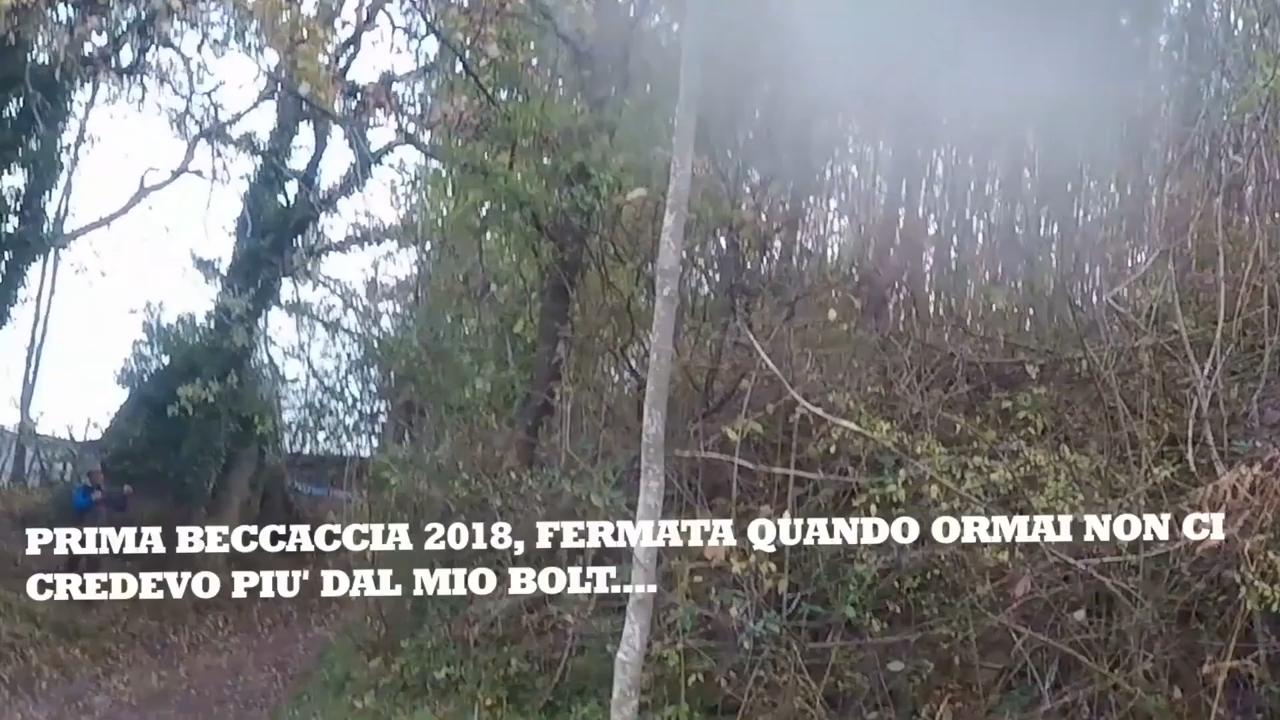 PRIMA BECCACCIA 2018, FERMATA QUANDO ORMAI NON CI
CREDEVO PIU' DAL MIO BOLT....